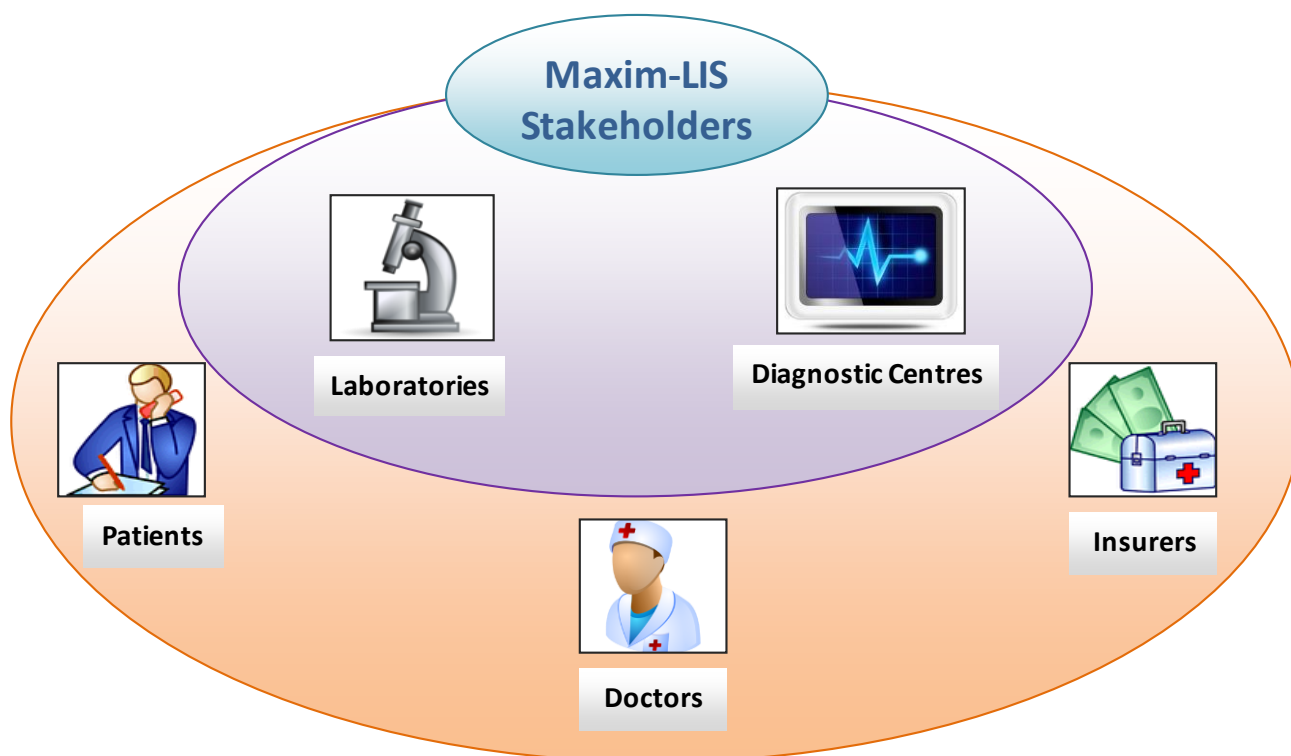 Maxim-LIS
Stakeholders
Laboratories
Diagnostic Centres
Patients
Insurers
Doctors